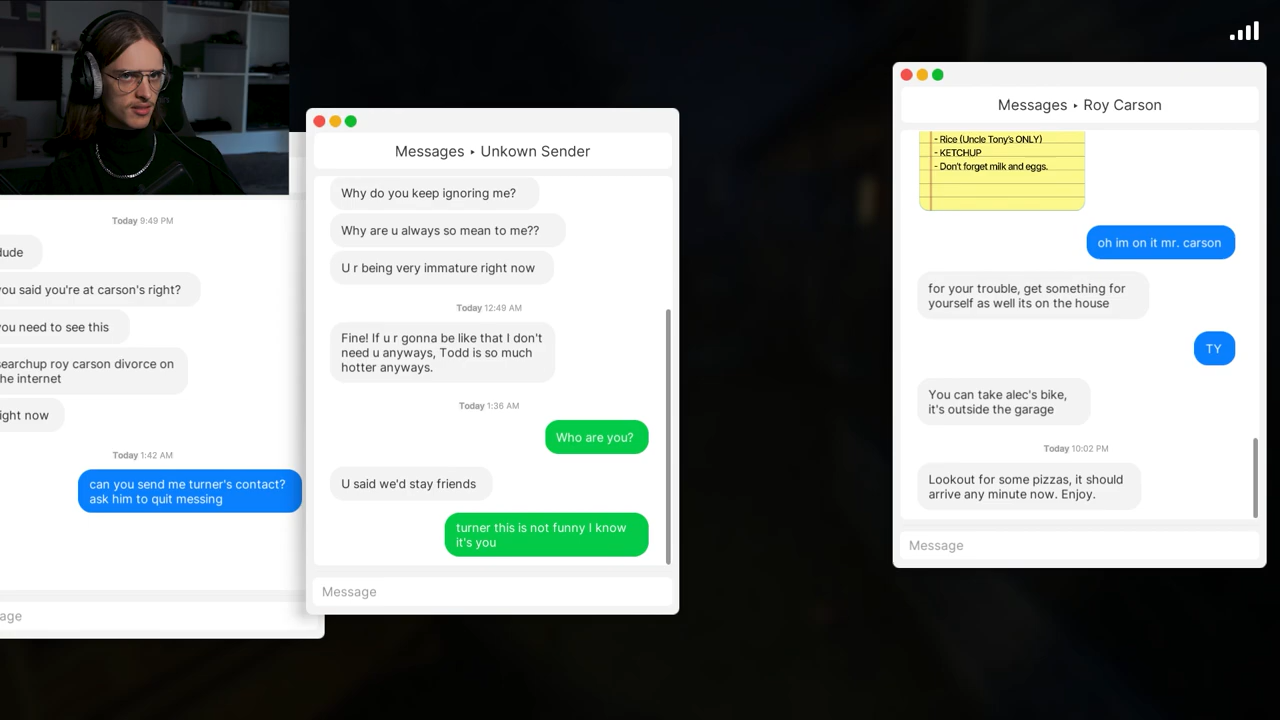 Today 9:49 PM
dude
you said you're at carson's right?
you need to see this
searchup roy carson divorce on
the internet
right now
Today 1:42 AM
can you send me turner's contact?
ask him to quit messing
Messages ▸ Unkown Sender
Why do you keep ignoring me?
Why are u always so mean to me??
U r being very immature right now
Today 12:49 AM
Fine! If u r gonna be like that I don't
need u anyways, Todd is so much
hotter anyways.
Today 1:36 AM
Who are you?
U said we'd stay friends
turner this is not funny I know
it's you
Message
Messages ▸ Roy Carson
- Rice (Uncle Tony's ONLY)
- KETCHUP
- Don't forget milk and eggs.
oh im on it mr. carson
for your trouble, get something for
yourself as well its on the house
TY
You can take alec's bike,
it's outside the garage
Today 10:02 PM
Lookout for some pizzas, it should
arrive any minute now. Enjoy.
Message